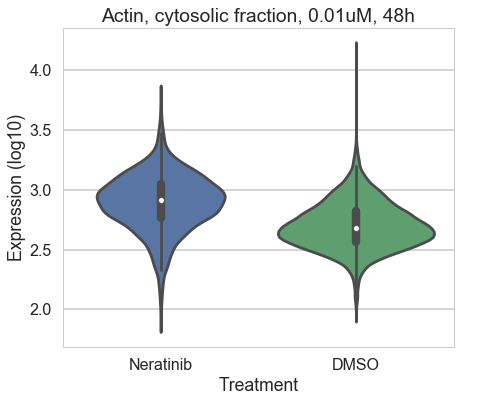 Actin, cytosolic fraction, 0.01uM, 48h
Expression (log10)
4.0
3.5
3.0
2.5
2.0
Neratinib DMSO
Treatment